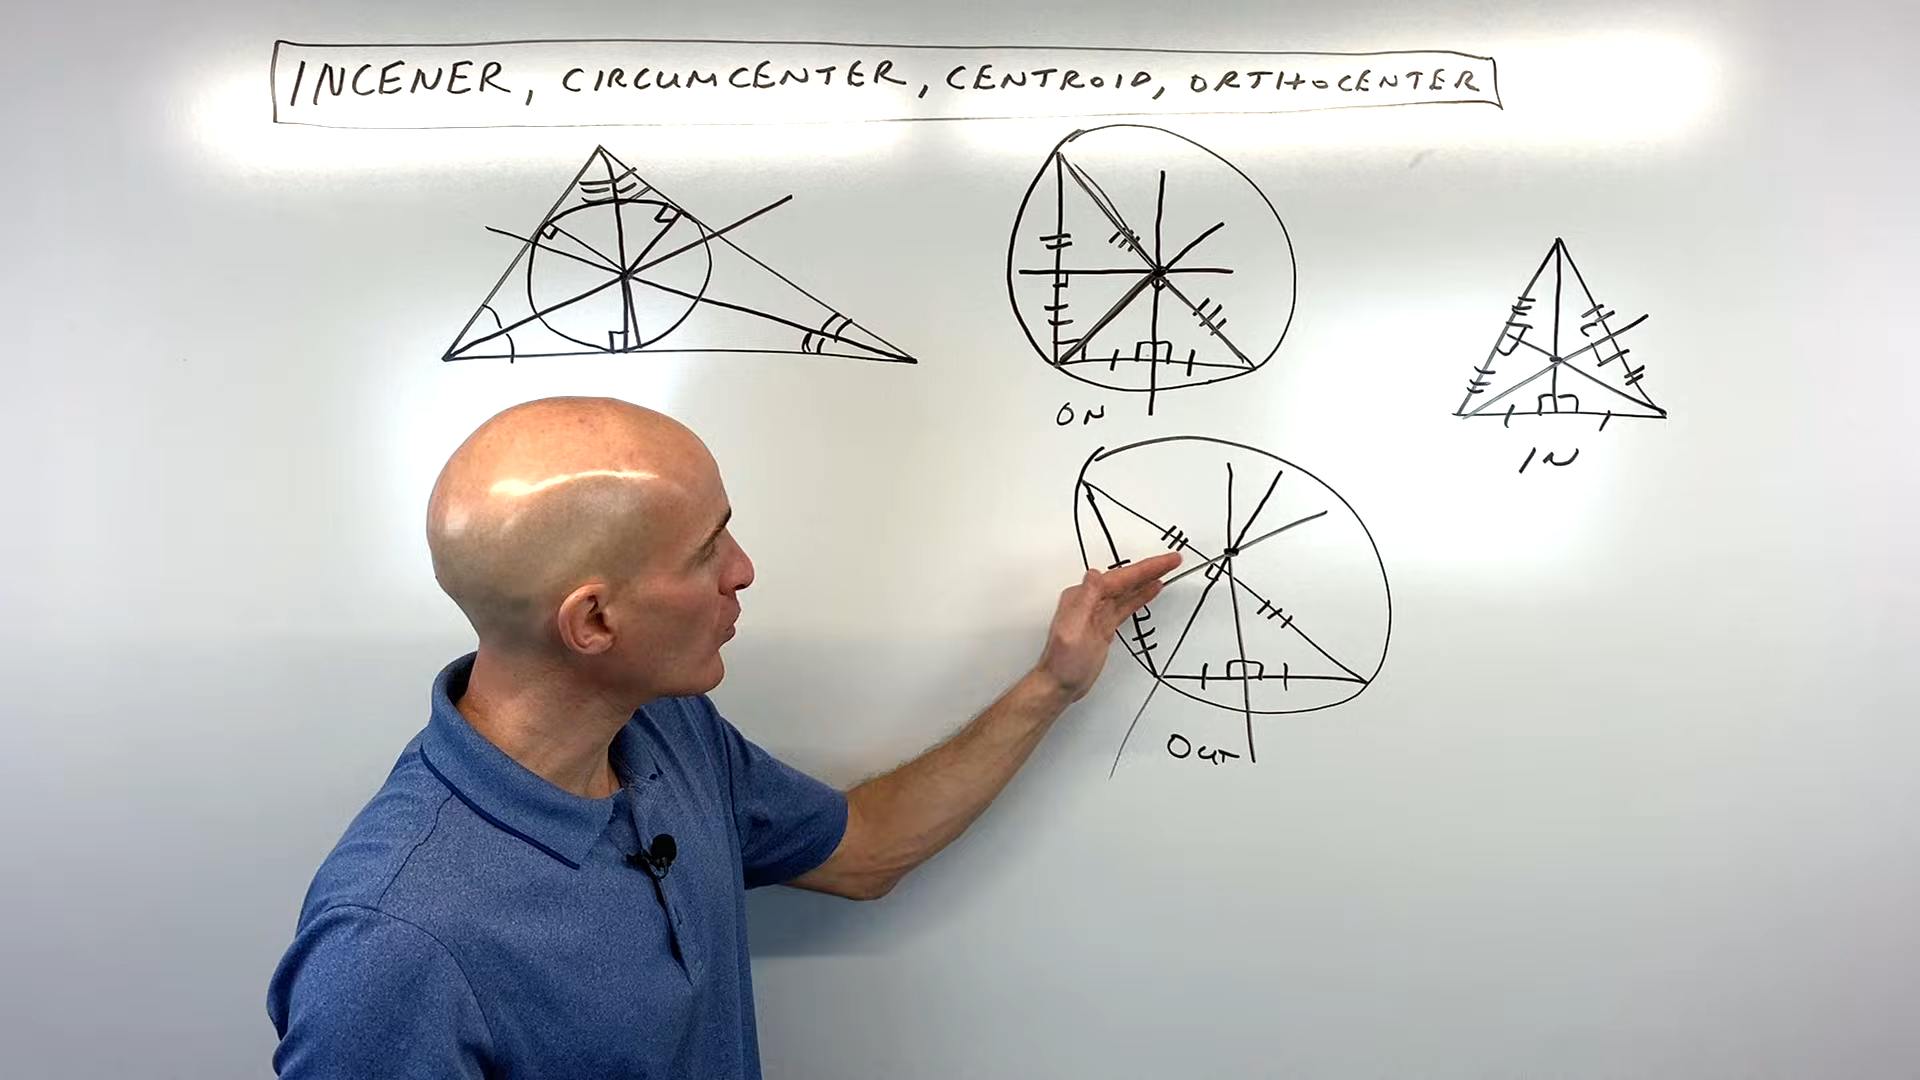 INCENER, CIRCUMCENTER, CENTROID, ORTHOCENTER
ON
IN
OUT